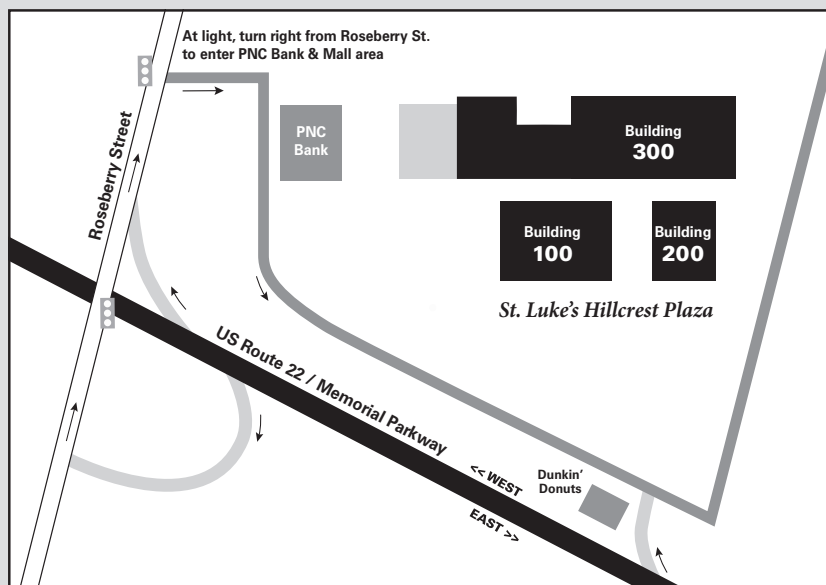 At light, turn right from Roseberry St.
to enter PNC Bank & Mall area
Roseberry Street
PNC
Bank
Building
300
Building
100
Building
200
St. Luke's Hillcrest Plaza
US Route 22 / Memorial Parkway
<< WEST
EAST >>
Dunkin'
Donuts